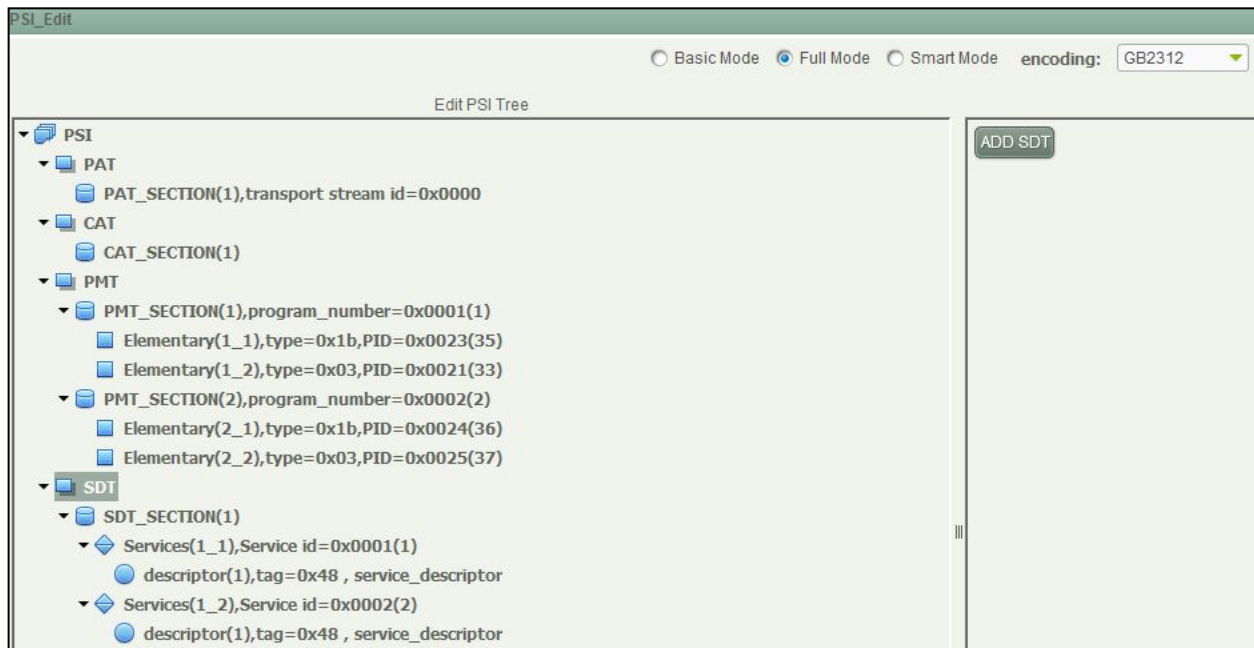 PSI_Edit
Basic Mode Full Mode Smart Mode encoding: GB2312
Edit PSI Tree
PSI
ADD SDT
PAT
PAT_SECTION(1),transport stream id=0x0000
CAT
CAT_SECTION(1)
PMT
PMT_SECTION(1),program_number=0x0001(1)
Elementary(1_1),type=0x1b,PID=0x0023(35)
Elementary(1_2),type=0x03,PID=0x0021(33)
PMT_SECTION(2),program_number=0x0002(2)
Elementary(2_1),type=0x1b,PID=0x0024(36)
Elementary(2_2),type=0x03,PID=0x0025(37)
SDT
SDT_SECTION(1)
Services(1_1),Service id=0x0001(1)
descriptor(1),tag=0x48 , service_descriptor
Services(1_2),Service id=0x0002(2)
descriptor(1),tag=0x48 , service_descriptor